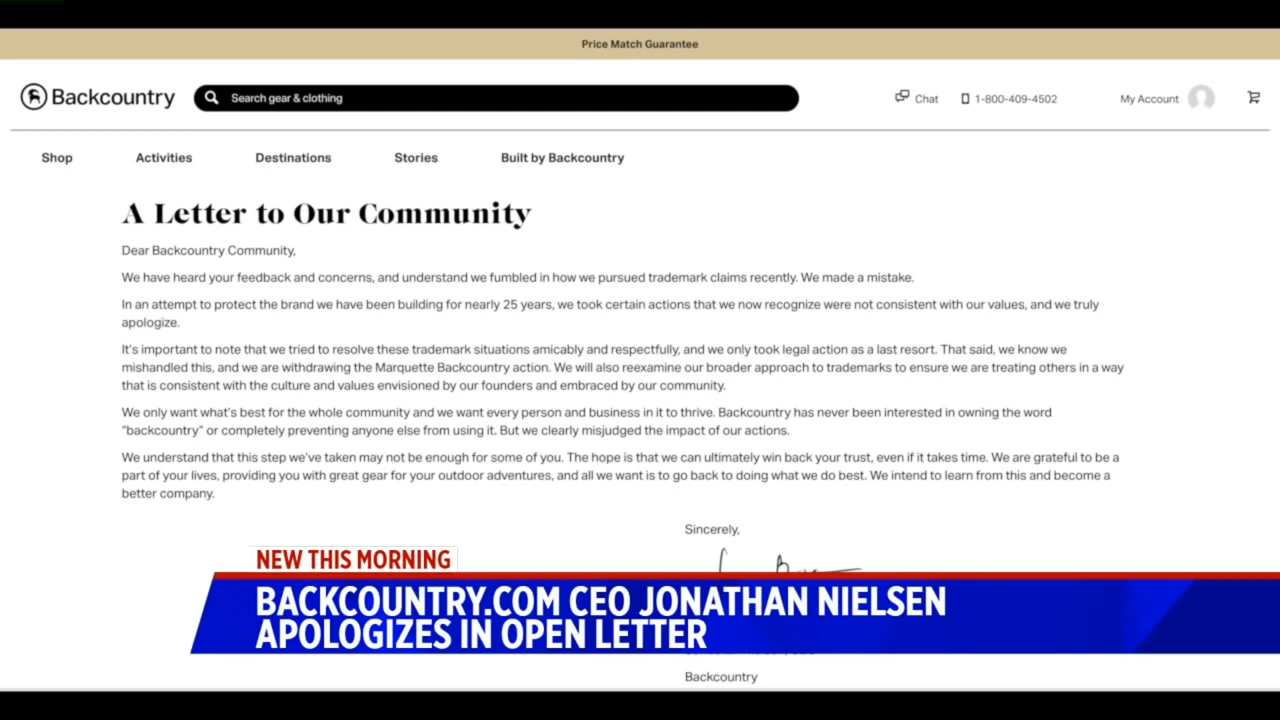 Price Match Guarantee
Backcountry
Search gear & clothing
Chat
1-800-409-4502
My Account
Shop
Activities
Destinations
Stories
Built by Backcountry
A Letter to Our Community
Dear Backcountry Community,
We have heard your feedback and concerns, and understand we fumbled in how we pursued trademark claims recently. We made a mistake.
In an attempt to protect the brand we have been building for nearly 25 years, we took certain actions that we now recognize were not consistent with our values, and we truly
apologize.
It's important to note that we tried to resolve these trademark situations amicably and respectfully, and we only took legal action as a last resort. That said, we know we
mishandled this, and we are withdrawing the Marquette Backcountry action. We will also reexamine our broader approach to trademarks to ensure we are treating others in a way
that is consistent with the culture and values envisioned by our founders and embraced by our community.
We only want what's best for the whole community and we want every person and business in it to thrive. Backcountry has never been interested in owning the word
"backcountry" or completely preventing anyone else from using it. But we clearly misjudged the impact of our actions.
We understand that this step we've taken may not be enough for some of you. The hope is that we can ultimately win back your trust, even if it takes time. We are grateful to be a
part of your lives, providing you with great gear for your outdoor adventures, and all we want is to go back to doing what we do best. We intend to learn from this and become a
better company.
Sincerely,
NEW THIS MORNING
BACKCOUNTRY.COM CEO JONATHAN NIELSEN
APOLOGIZES IN OPEN LETTER
Backcountry